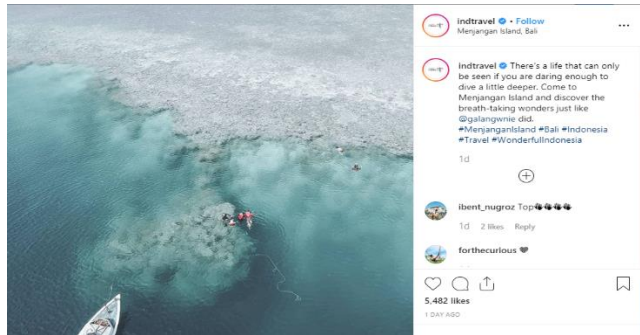 indtravel • Follow
Menjangan Island, Bali
indtravel There's a life that can only
be seen if you are daring enough to
dive a little deeper. Come to
Menjangan Island and discover the
breath-taking wonders just like
@galangwnie did.
#MenjanganIsland #Bali #Indonesia
#Travel #WonderfulIndonesia
1d
ibent_nugroz Top
1d 2 likes Reply
forthecurious
5,482 likes
1 DAY AGO